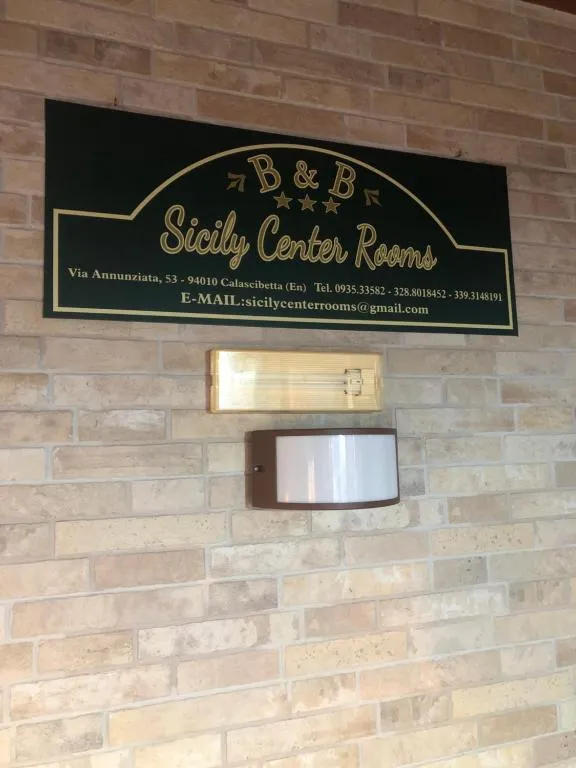 B & B
Sicily Center Rooms
Via Annunziata, 53 - 94010 Calascibetta (En) Tel. 0935.33582 - 328.8018452 - 339.3148191
E-MAIL:sicilycenterrooms@gmail.com